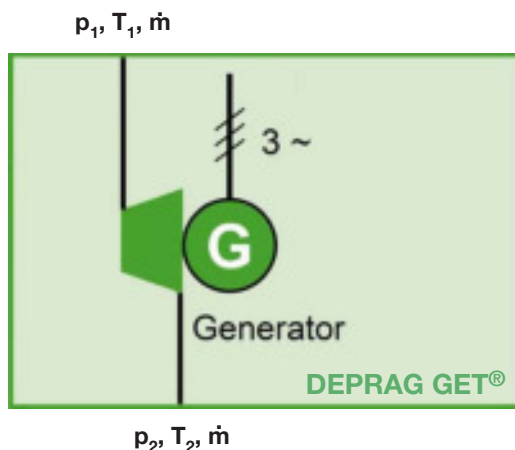 p₁, T₁, ṁ
3 ~
G
Generator
DEPRAG GET®
p₂, T₂, ṁ